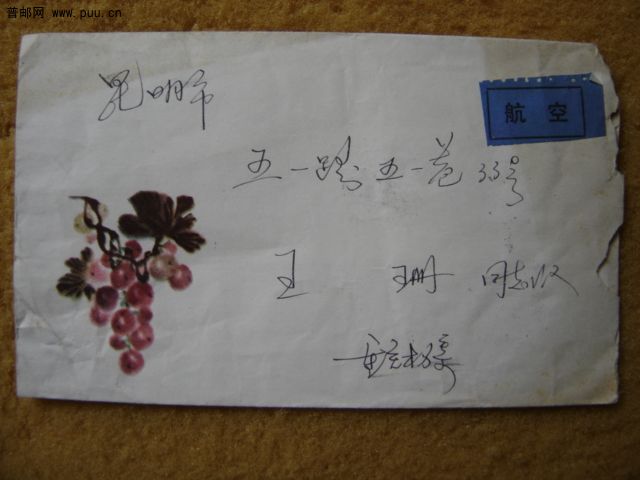 普邮网 www.puu.cn
昆明市
航空
五一路五一巷33号
王 珊 同志收